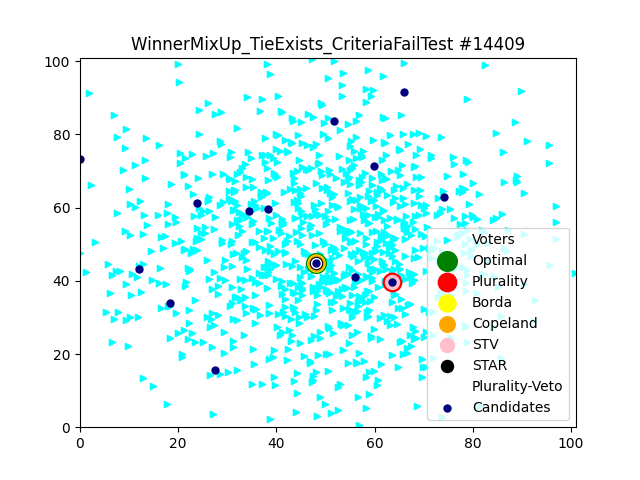 WinnerMixUp_TieExists_CriteriaFailTest #14409
100
80
60
40
20
0
0 20 40 60 80 100
Voters
Optimal
Plurality
Borda
Copeland
STV
STAR
Plurality-Veto
Candidates